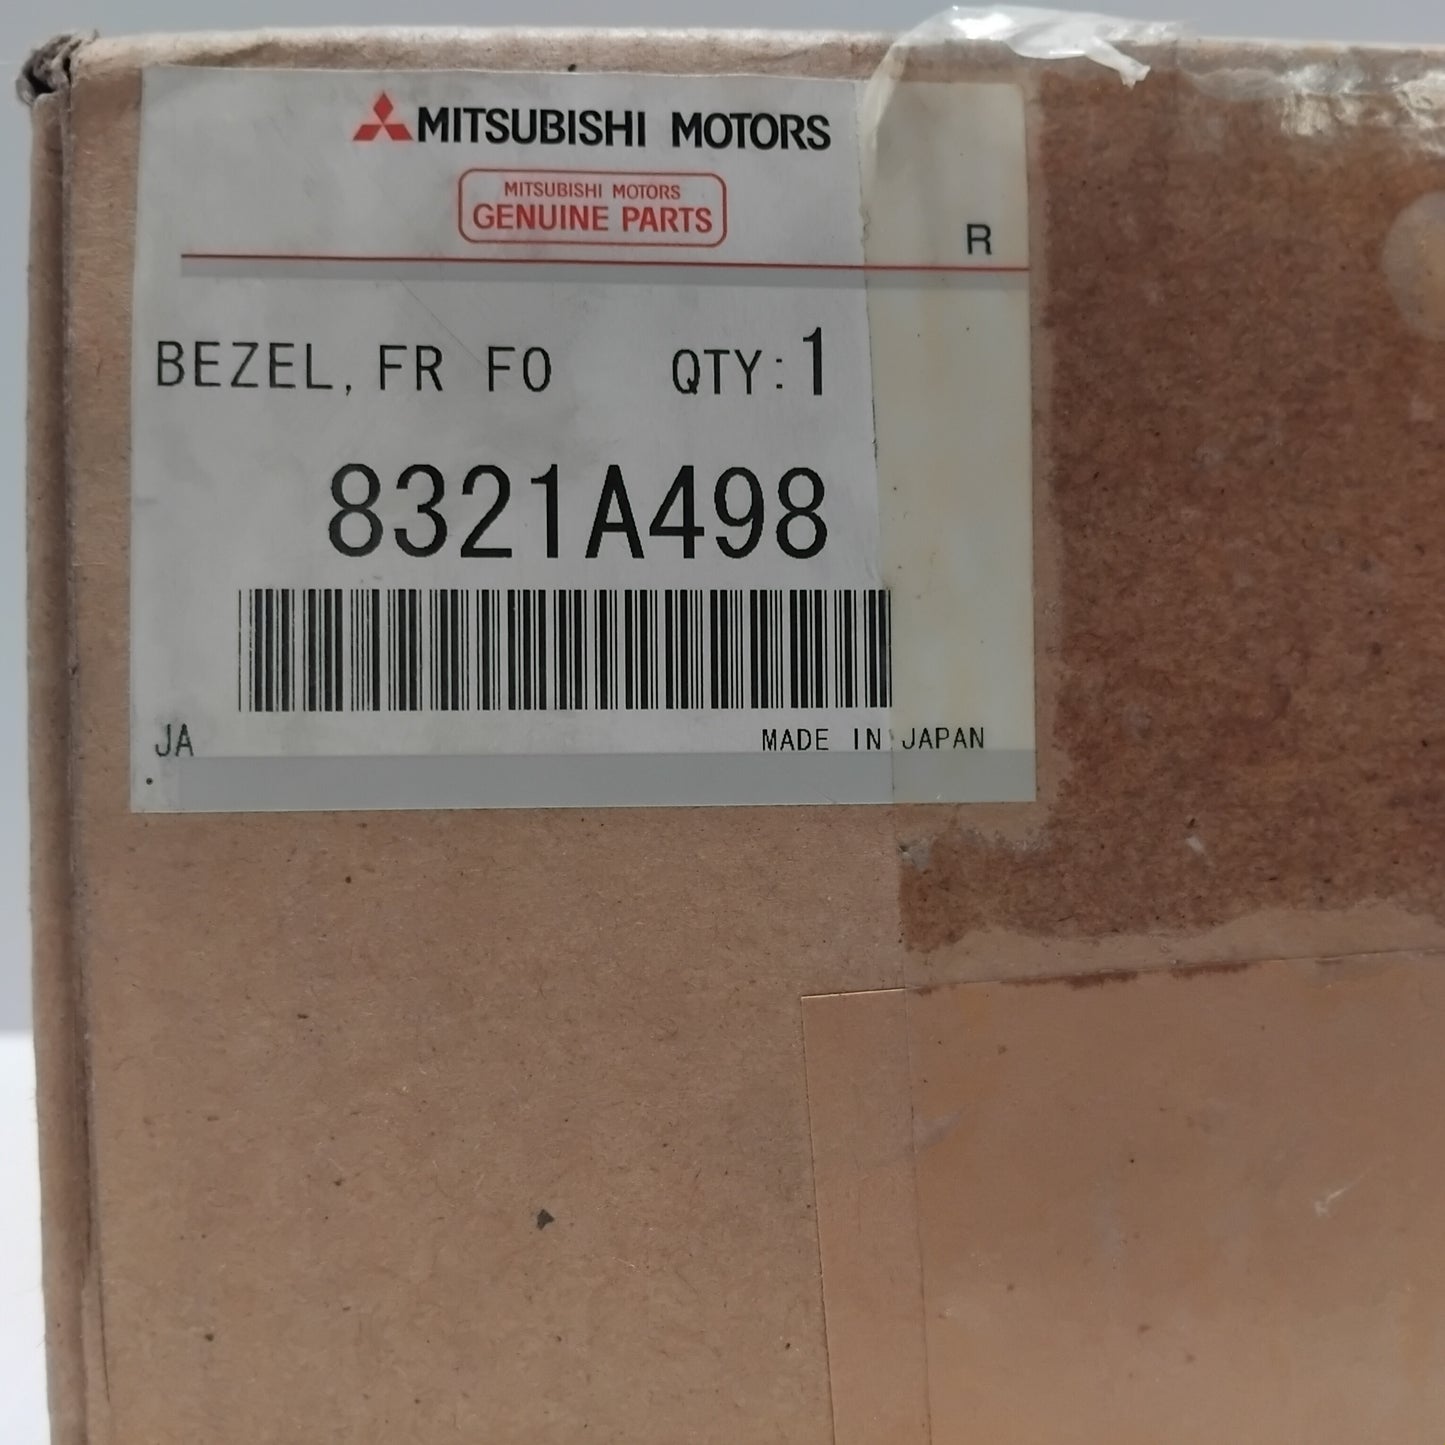 MITSUBISHI MOTORS
MITSUBISHI MOTORS
GENUINE PARTS
R
BEZEL, FR FO QTY:1
8321A498
JA MADE IN JAPAN